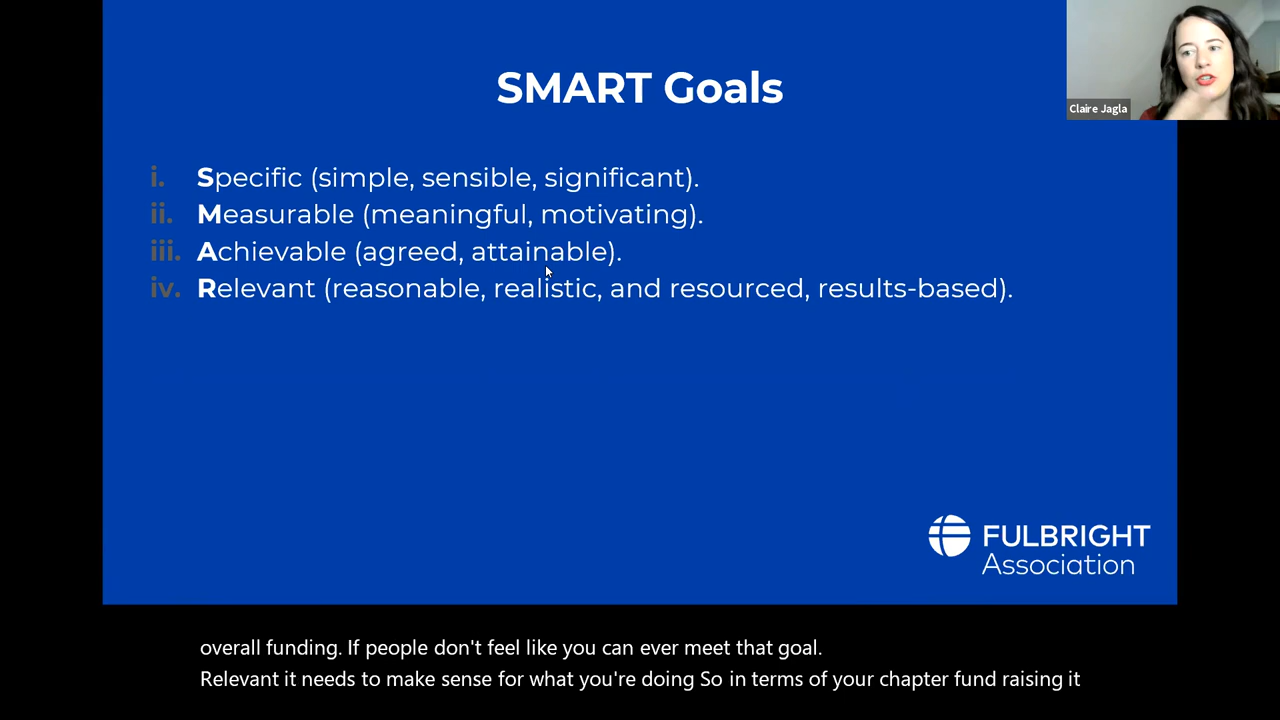 SMART Goals
Claire Jagla
i. Specific (simple, sensible, significant).
ii. Measurable (meaningful, motivating).
iii. Achievable (agreed, attainable).
iv. Relevant (reasonable, realistic, and resourced, results-based).
FULBRIGHT
Association
overall funding. If people don't feel like you can ever meet that goal.
Relevant it needs to make sense for what you're doing So in terms of your chapter fund raising it